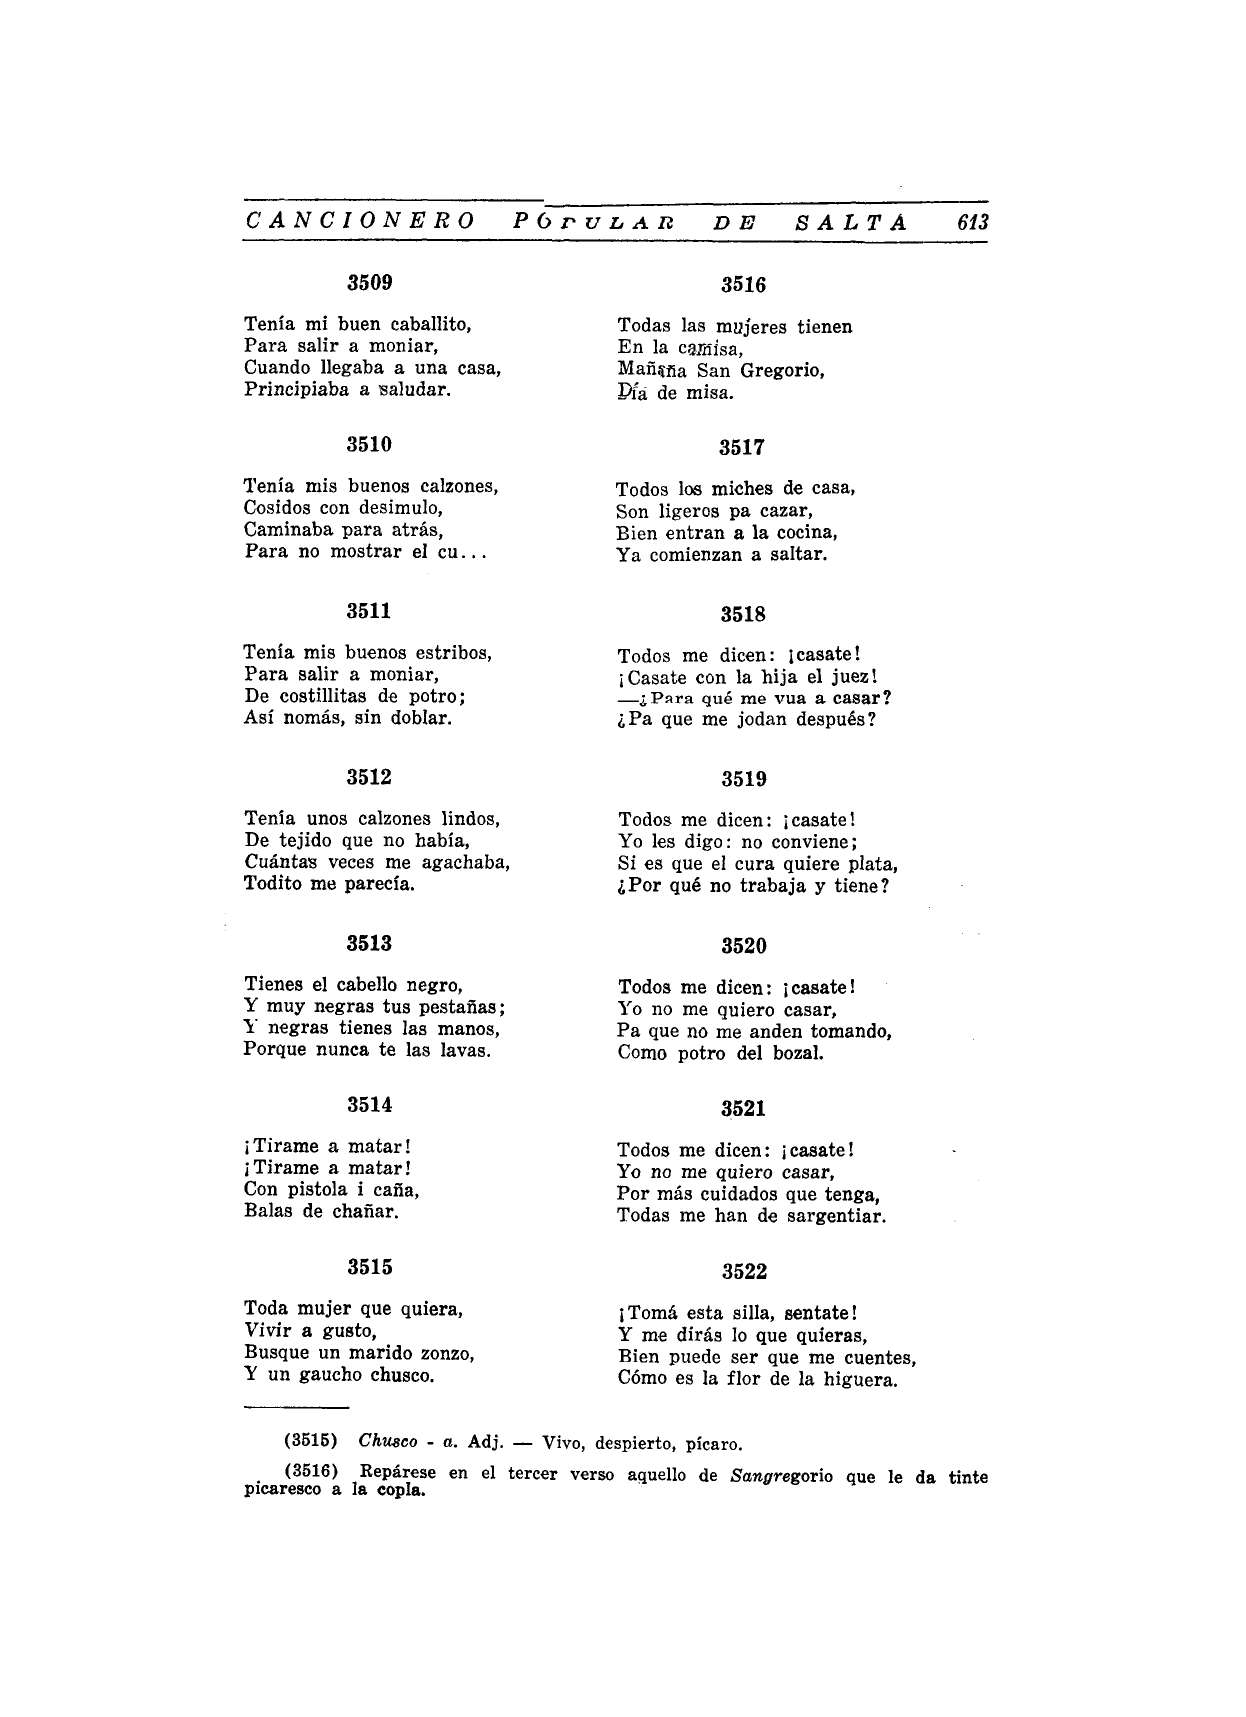 CANCIONERO POPULAR DE SALTA 613
3509
Tenía mi buen caballito,
Para salir a moniar,
Cuando llegaba a una casa,
Principiaba a saludar.
3510
Tenía mis buenos calzones,
Cosidos con desimulo,
Caminaba para atrás,
Para no mostrar el cu...
3511
Tenía mis buenos estribos,
Para salir a moniar,
De costillitas de potro;
Así nomás, sin doblar.
3512
Tenía unos calzones lindos,
De tejido que no había,
Cuántas veces me agachaba,
Todito me parecía.
3513
Tienes el cabello negro,
Y muy negras tus pestañas;
Y negras tienes las manos,
Porque nunca te las lavas.
3514
¡Tirame a matar!
¡Tirame a matar!
Con pistola i caña,
Balas de chañar.
3515
Toda mujer que quiera,
Vivir a gusto,
Busque un marido zonzo,
Y un gaucho chusco.
3516
Todas las mujeres tienen
En la camisa,
Mañana San Gregorio,
Día de misa.
3517
Todos los miches de casa,
Son ligeros pa cazar,
Bien entran a la cocina,
Ya comienzan a saltar.
3518
Todos me dicen: ¡casate!
¡Casate con la hija el juez!
—¿Para qué me vua a casar?
¿Pa que me jodan después?
3519
Todos me dicen: ¡casate!
Yo les digo: no conviene;
Si es que el cura quiere plata,
¿Por qué no trabaja y tiene?
3520
Todos me dicen: ¡casate!
Yo no me quiero casar,
Pa que no me anden tomando,
Como potro del bozal.
3521
Todos me dicen: ¡casate!
Yo no me quiero casar,
Por más cuidados que tenga,
Todas me han de sargentiar.
3522
¡Tomá esta silla, sentate!
Y me dirás lo que quieras,
Bien puede ser que me cuentes,
Cómo es la flor de la higuera.
(3515) Chusco - a. Adj. — Vivo, despierto, pícaro.
(3516) Repárese en el tercer verso aquello de Sangregorio que le da tinte
picaresco a la copla.